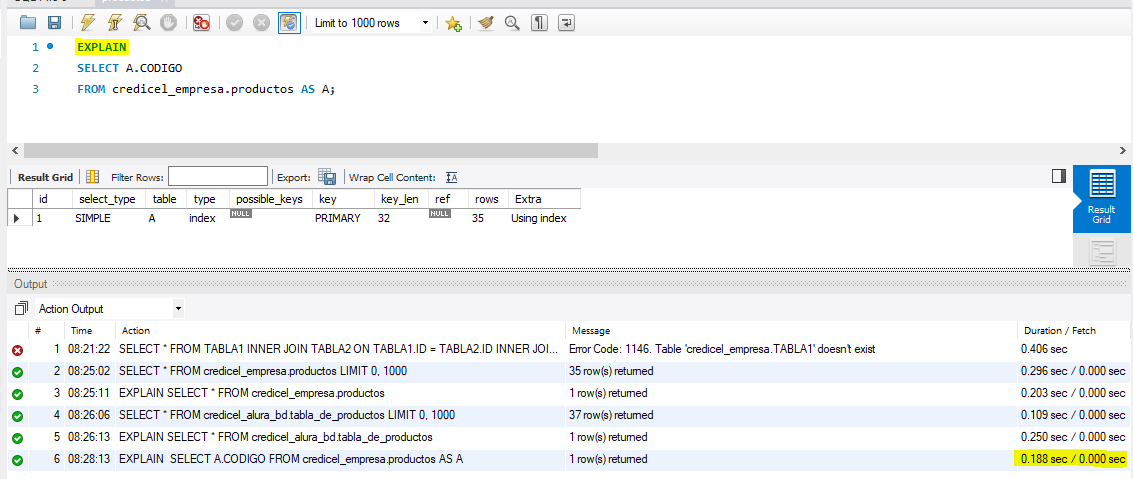 Limit to 1000 rows
1 EXPLAIN
2 SELECT A.CODIGO
3 FROM credicel_empresa.productos AS A;
Result Grid Filter Rows: Export: Wrap Cell Content:
id select_type table type possible_keys key key_len ref rows Extra
1 SIMPLE A index NULL PRIMARY 32 NULL 35 Using index
Result
Grid
Output
Action Output
# Time Action Message Duration / Fetch
1 08:21:22 SELECT * FROM TABLA1 INNER JOIN TABLA2 ON TABLA1.ID = TABLA2.ID INNER JOI... Error Code: 1146. Table 'credicel_empresa.TABLA1' doesn't exist 0.406 sec
2 08:25:02 SELECT * FROM credicel_empresa.productos LIMIT 0, 1000 35 row(s) returned 0.296 sec / 0.000 sec
3 08:25:11 EXPLAIN SELECT * FROM credicel_empresa.productos 1 row(s) returned 0.203 sec / 0.000 sec
4 08:26:06 SELECT * FROM credicel_alura_bd.tabla_de_productos LIMIT 0, 1000 37 row(s) returned 0.109 sec / 0.000 sec
5 08:26:13 EXPLAIN SELECT * FROM credicel_alura_bd.tabla_de_productos 1 row(s) returned 0.250 sec / 0.000 sec
6 08:28:13 EXPLAIN  SELECT A.CODIGO FROM credicel_empresa.productos AS A 1 row(s) returned 0.188 sec / 0.000 sec